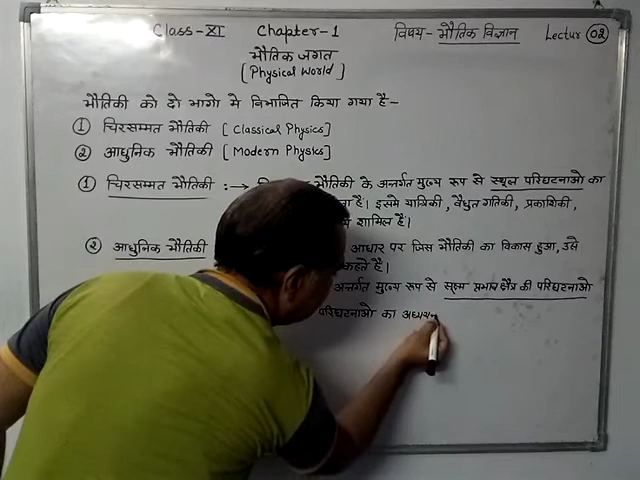 Class-XI Chapter-1 विषय- भौतिक विज्ञान Lectur 02
भौतिक जगत
[Physical World]
भौतिकी को दो भागो मे विभाजित किया गया है-
① चिरसम्मत भौतिकी [Classical Physics]
② आधुनिक भौतिकी [Modern Physics]
① चिरसम्मत भौतिकी :→ भौतिकी के अन्तर्गत मुख्य रूप से स्थूल परिघटनाओ का
है। इसमे यांत्रिकी, वैधुत गतिकी, प्रकाशिकी,
शामिल है।
② आधुनिक भौतिकी आधार पर जिस भौतिकी का विकास हुआ, उसे
कहते है।
अन्तर्गत मुख्य रूप से सूक्ष्म प्रभाव क्षेत्र की परिघटनाओ
परिघटनाओ का अध्ययन